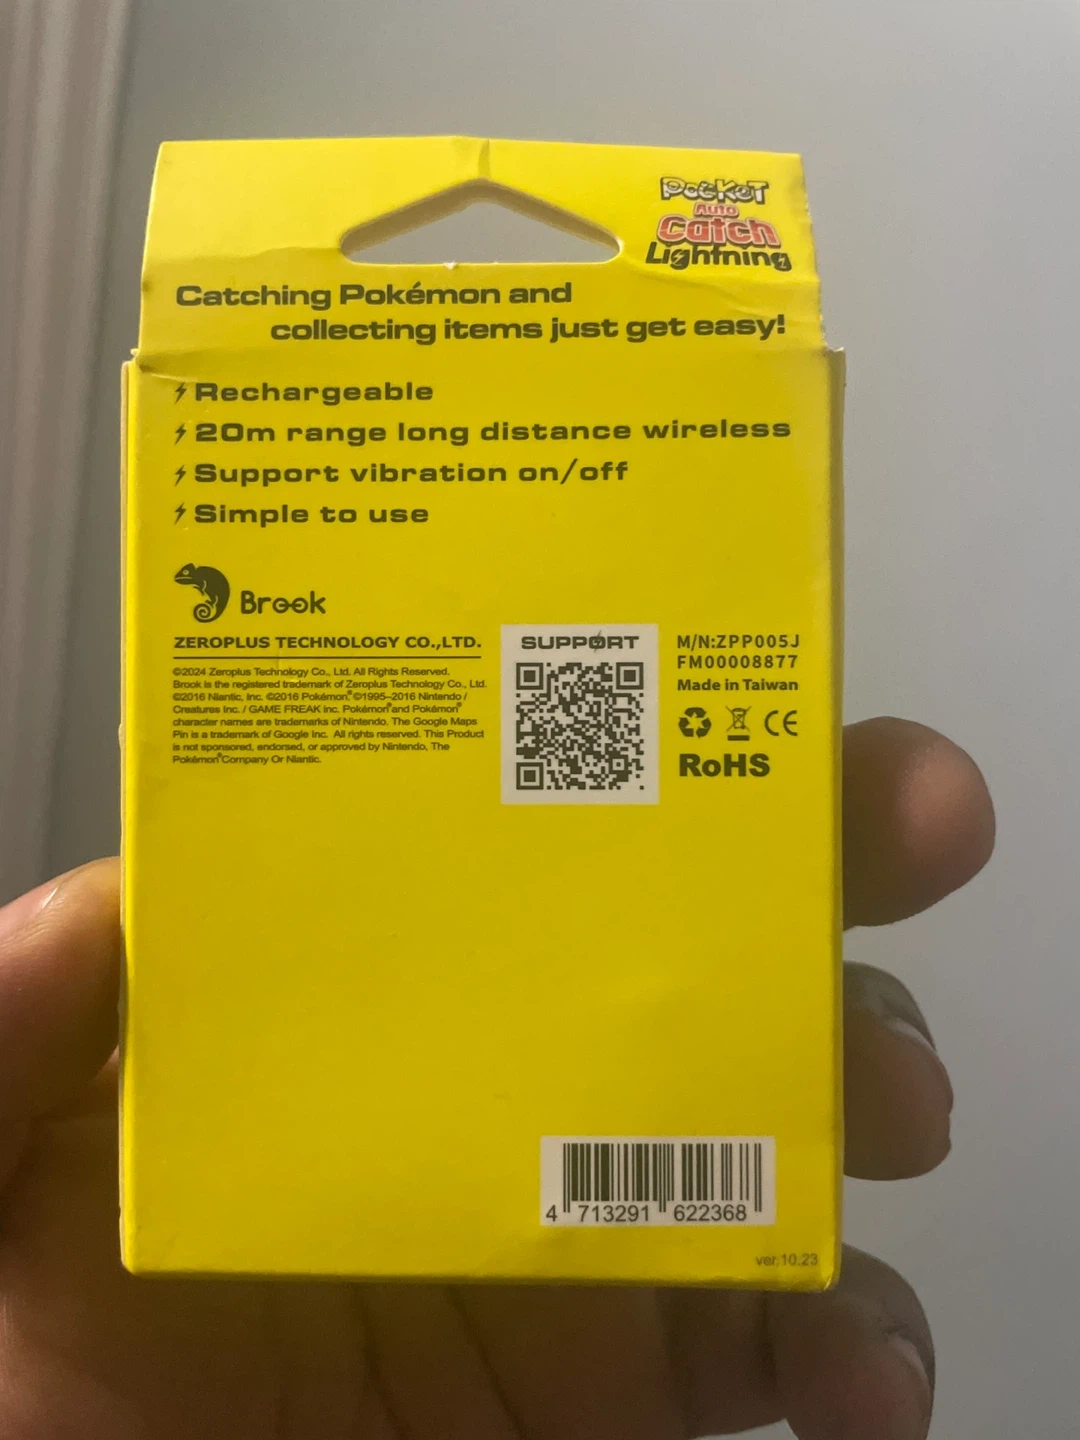 Pocket
Auto
Catch
Lightning
Catching Pokémon and
collecting items just get easy!
Rechargeable
20m range long distance wireless
Support vibration on/off
Simple to use
Brook
ZEROPLUS TECHNOLOGY CO.,LTD.
©2024 Zeroplus Technology Co., Ltd. All Rights Reserved.
Brook is the registered trademark of Zeroplus Technology Co., Ltd.
©2016 Niantic, Inc. ©2016 Pokémon.® ©1995–2016 Nintendo /
Creatures Inc. / GAME FREAK inc. Pokémon® and Pokémon®
character names are trademarks of Nintendo. The Google Maps
Pin is a trademark of Google Inc. All rights reserved. This Product
is not sponsored, endorsed, or approved by Nintendo, The
Pokémon® Company Or Niantic.
SUPPORT
M/N:ZPP005J
FM00008877
Made in Taiwan
CE
RoHS
4 713291 622368
ver.10.23